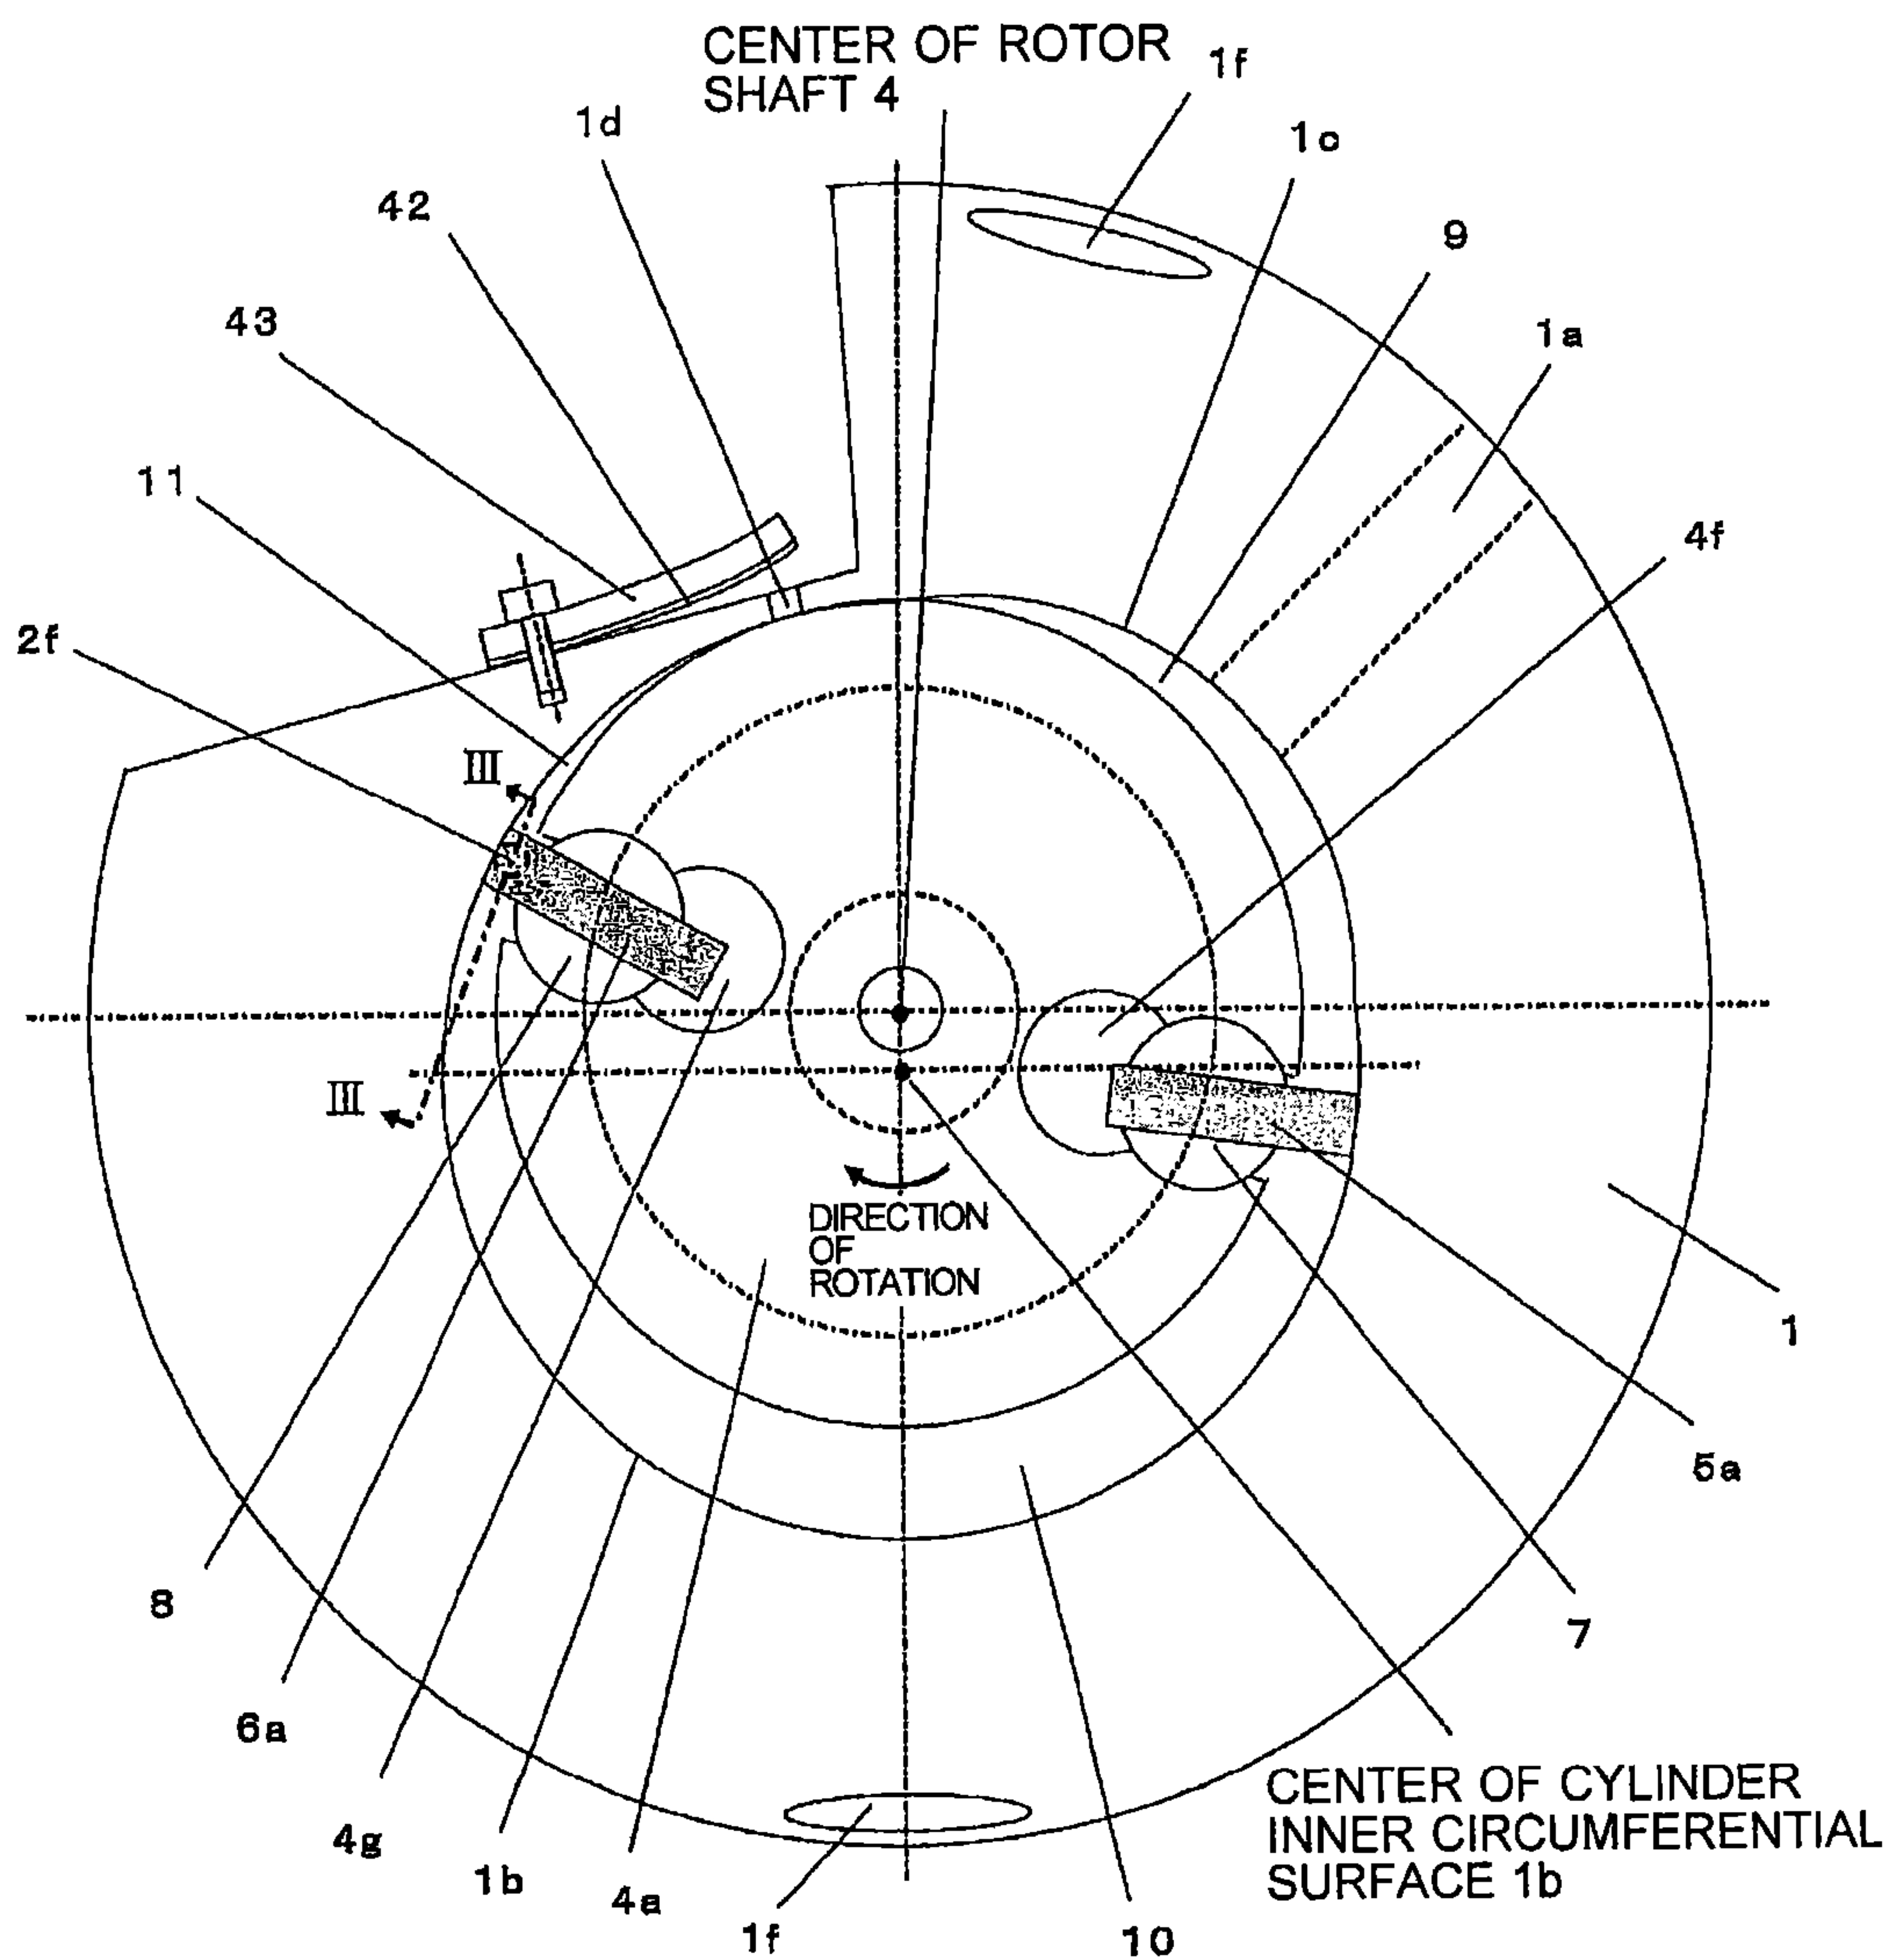 CENTER OF ROTOR
SHAFT 4
1f
1d
1c
42
9
43
1a
11
4f
2f
III
III
DIRECTION
OF
ROTATION
1
5a
8
7
6a
CENTER OF CYLINDER
INNER CIRCUMFERENTIAL
SURFACE 1b
4g
1b
4a
1f
10